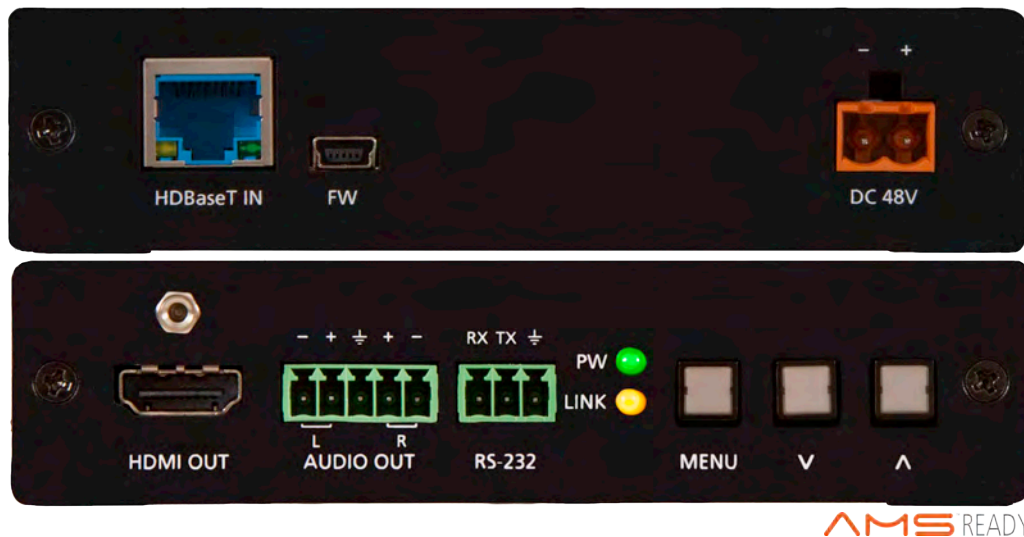 - +
HDBaseT IN
FW
DC 48V
- + ⏚ + -
RX TX ⏚
PW
LINK
L R
HDMI OUT
AUDIO OUT
RS-232
MENU
V
Λ
AMS READY